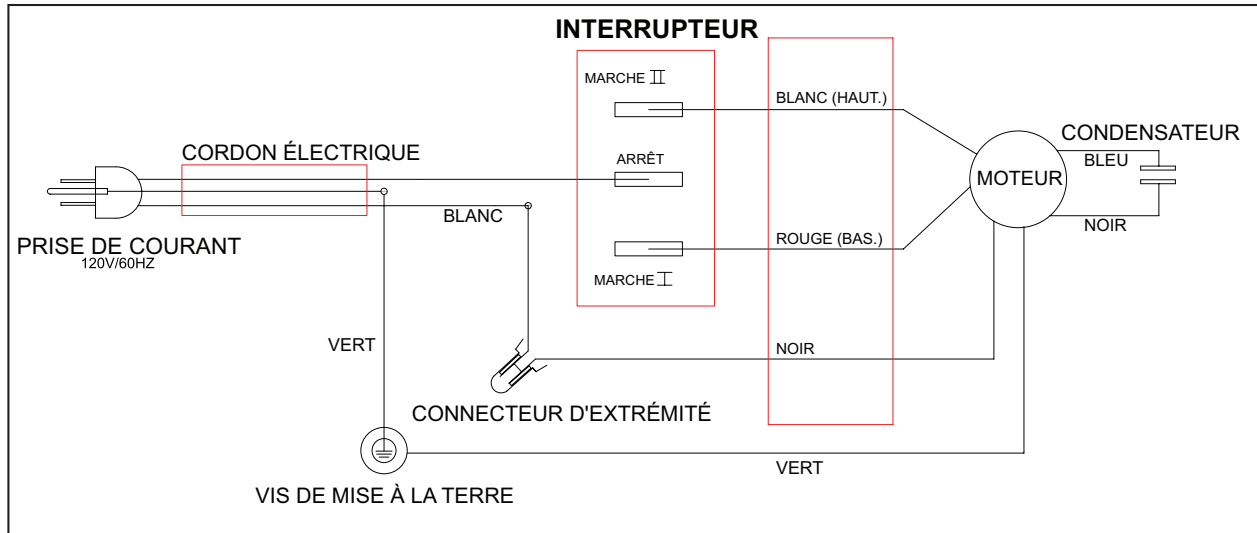 INTERRUPTEUR
MARCHE II
BLANC (HAUT.)
CORDON ÉLECTRIQUE
ARRÊT
CONDENSATEUR
BLEU
MOTEUR
BLANC
NOIR
PRISE DE COURANT
120V/60HZ
ROUGE (BAS.)
MARCHE I
VERT
NOIR
CONNECTEUR D'EXTRÉMITÉ
VERT
VIS DE MISE À LA TERRE